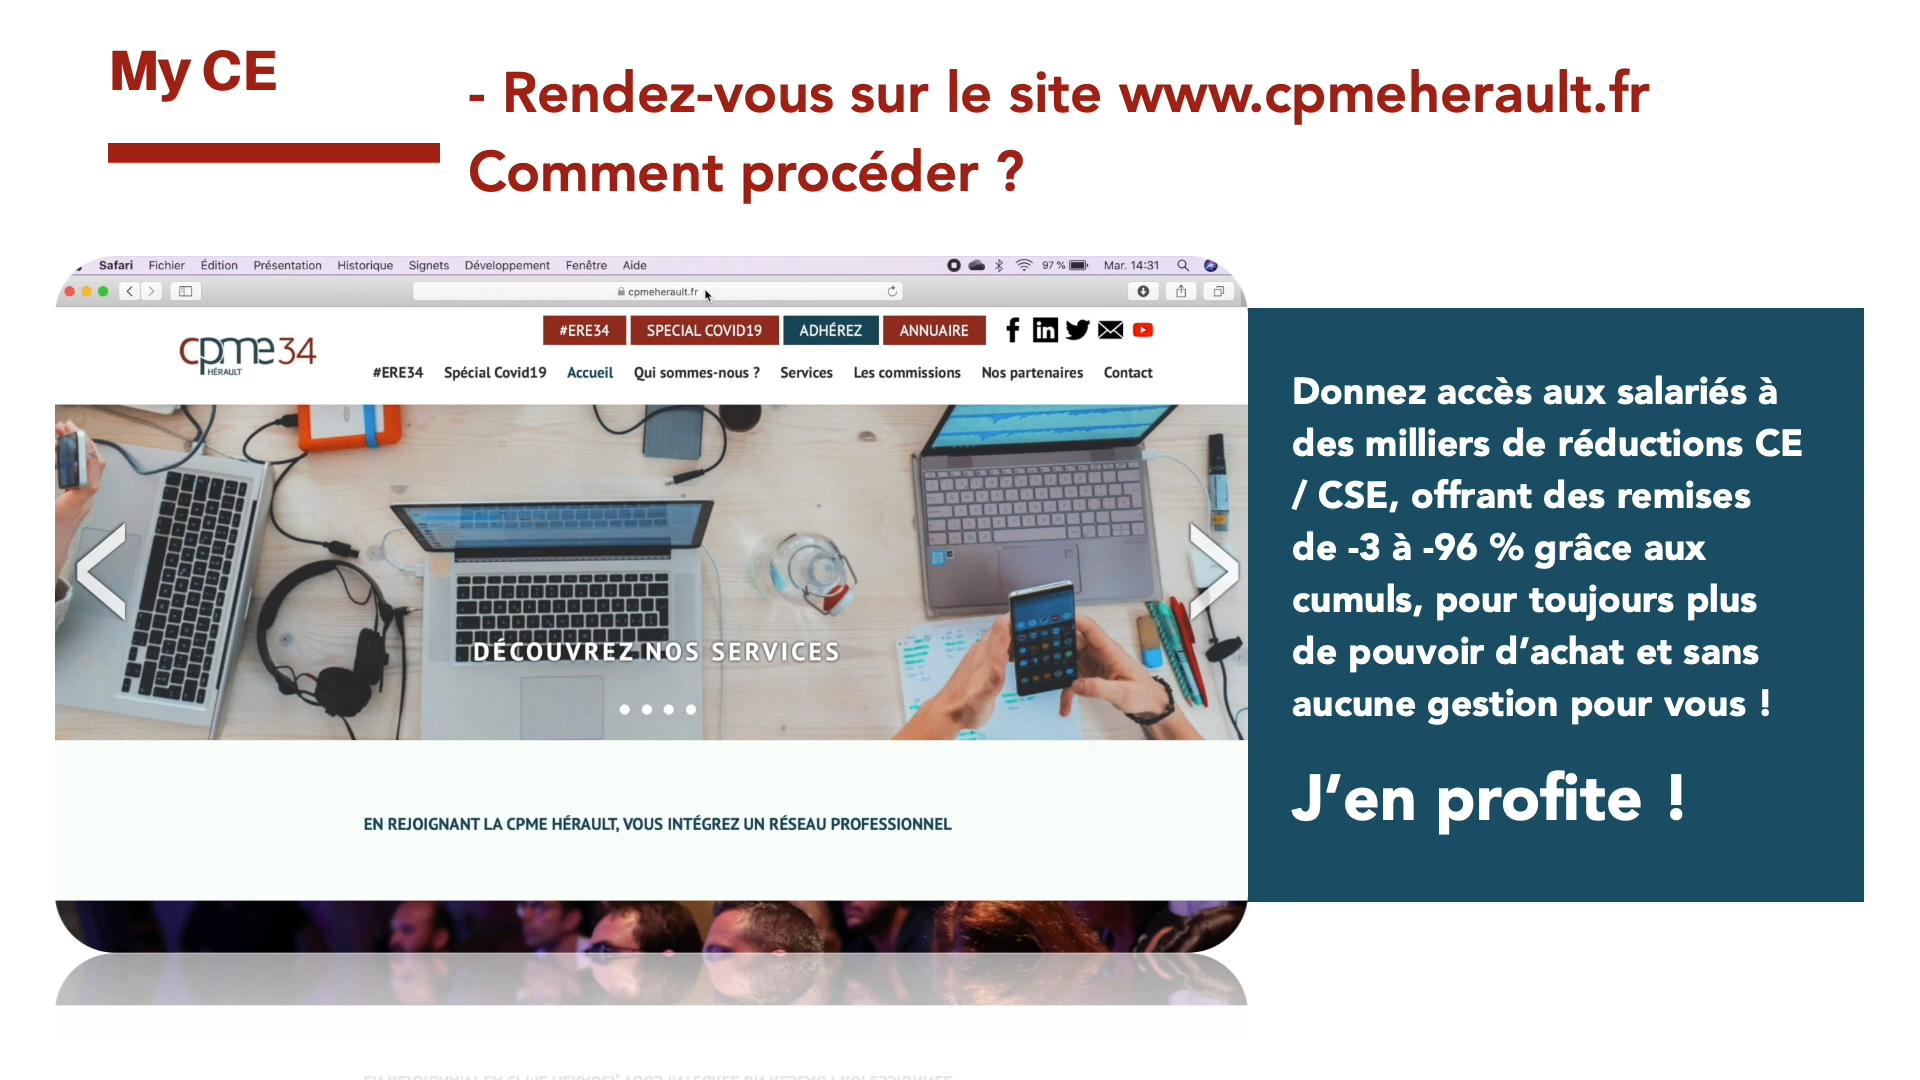 My CE
- Rendez-vous sur le site www.cpmeherault.fr
Comment procéder ?
Safari Fichier Édition Présentation Historique Signets Développement Fenêtre Aide
97 % Mar. 14:31
cpmeherault.fr
#ERE34 SPECIAL COVID19 ADHÉREZ ANNUAIRE
cpme34
HÉRAULT
#ERE34 Spécial Covid19 Accueil Qui sommes-nous ? Services Les commissions Nos partenaires Contact
DÉCOUVREZ NOS SERVICES
EN REJOIGNANT LA CPME HÉRAULT, VOUS INTÉGREZ UN RÉSEAU PROFESSIONNEL
Donnez accès aux salariés à
des milliers de réductions CE
/ CSE, offrant des remises
de -3 à -96 % grâce aux
cumuls, pour toujours plus
de pouvoir d’achat et sans
aucune gestion pour vous !
J’en profite !